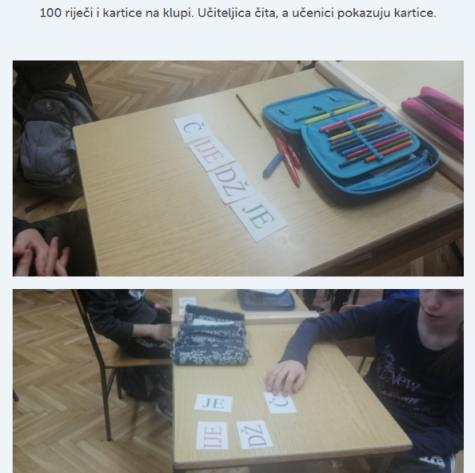 100 riječi i kartice na klupi. Učiteljica čita, a učenici pokazuju kartice.
Č
IJE
DŽ
JE
JE
Č
IJE
DŽ